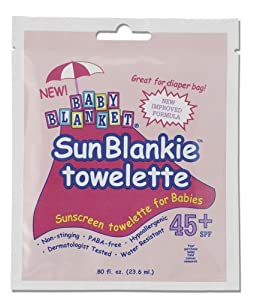 NEW!
BABY
BLANKET
Great for diaper bag!
NEW
IMPROVED
FORMULA
SunBlankie™
towelette
Sunscreen towelette for Babies
• Non-stinging • PABA-free • Hypoallergenic
• Dermatologist Tested • Water Resistant
45+
SPF
.80 fl. oz. (23.6 ml.)